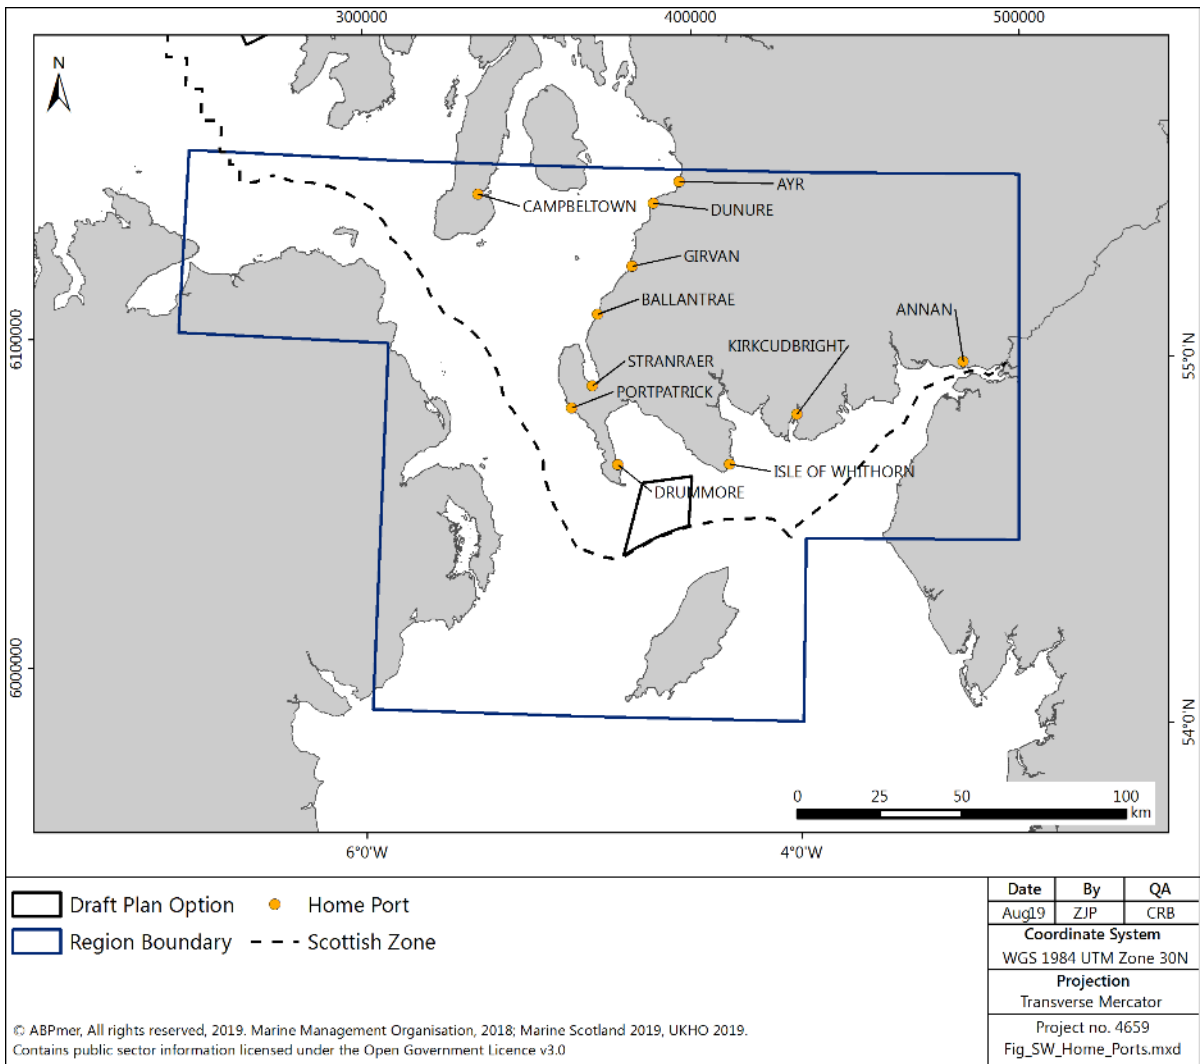 300000 400000 500000
N
AYR
CAMPBELTOWN
DUNURE
GIRVAN
BALLANTRAE
ANNAN
6100000
KIRKCUDBRIGHT
55°0'N
STRANRAER
PORTPATRICK
ISLE OF WHITHORN
DRUMMORE
6000000
54°0'N
0 25 50 100
km
6°0'W 4°0'W
Draft Plan Option Home Port
Region Boundary Scottish Zone
Date By QA
Aug19 ZJP CRB
Coordinate System
WGS 1984 UTM Zone 30N
Projection
Transverse Mercator
Project no. 4659
Fig_SW_Home_Ports.mxd
© ABPmer, All rights reserved, 2019. Marine Management Organisation, 2018; Marine Scotland 2019, UKHO 2019.
Contains public sector information licensed under the Open Government Licence v3.0